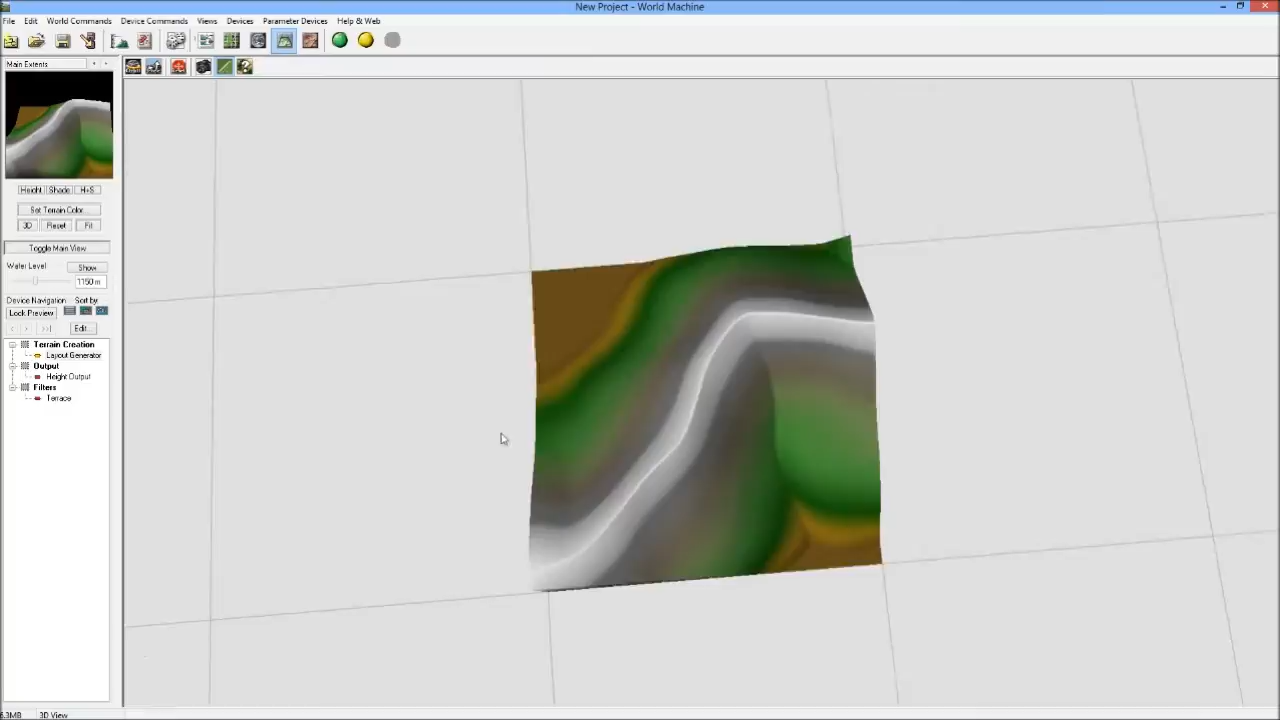 New Project - World Machine
File Edit World Commands Device Commands Views Devices Parameter Devices Help & Web
Main Extents
Height Shade H+S
Set Terrain Color...
3D Reset Fit
Toggle Main View
Water Level Show
1150 m
Device Navigation Sort by:
Lock Preview
Edit...
Terrain Creation
Layout Generator
Output
Height Output
Filters
Terrace
6.3MB 3D View